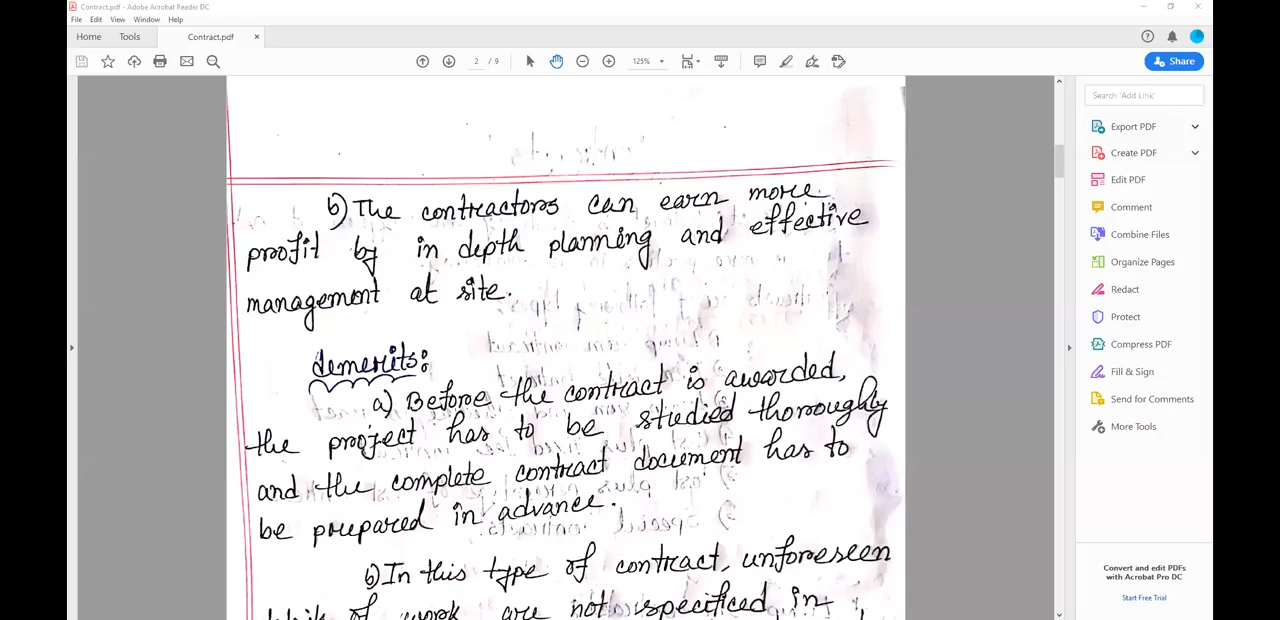 Contract.pdf - Adobe Acrobat Reader DC
File Edit View Window Help
Home Tools Contract.pdf ×
2 / 9 125% Share
Search 'Add Link'
Export PDF
Create PDF
Edit PDF
Comment
Combine Files
Organize Pages
Redact
Protect
Compress PDF
Fill & Sign
Send for Comments
More Tools
Convert and edit PDFs
with Acrobat Pro DC
Start Free Trial
b) The contractors can earn more
profit by in depth planning and effective
management at site.
demerits:
a) Before the contract is awarded,
the project has to be studied thoroughly
and the complete contract document has to
be prepared in advance.
b) In this type of contract, unforeseen
of work are not specified in